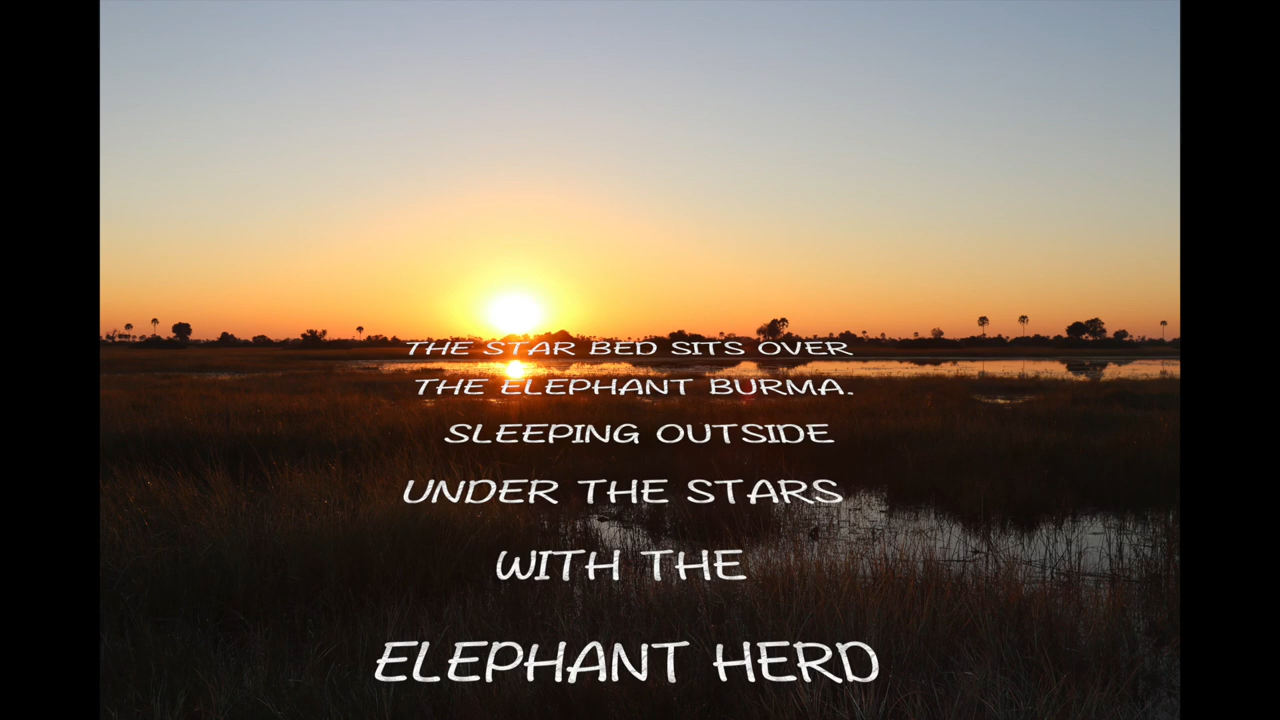 THE STAR BED SITS OVER
THE ELEPHANT BURMA.
SLEEPING OUTSIDE
UNDER THE STARS
WITH THE
ELEPHANT HERD